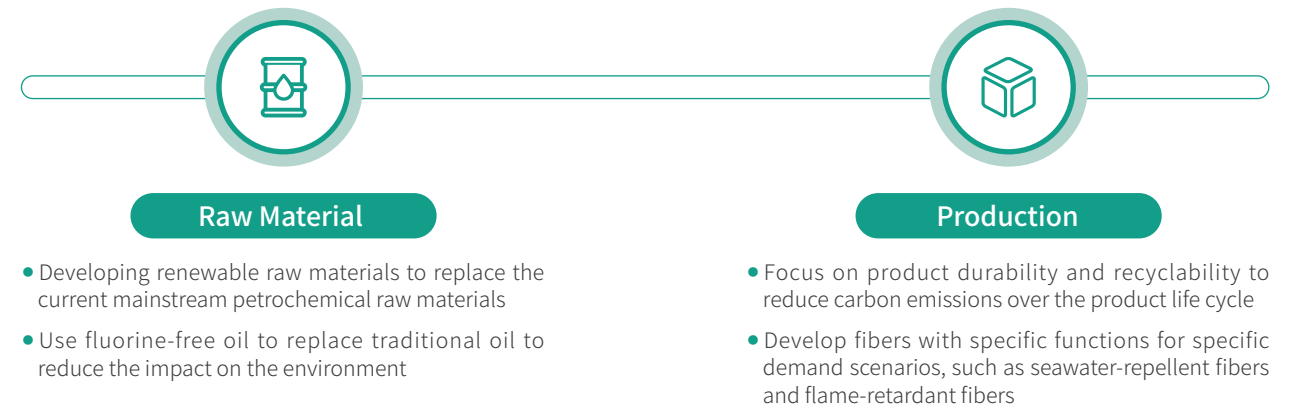 Raw Material
• Developing renewable raw materials to replace the
current mainstream petrochemical raw materials
• Use fluorine-free oil to replace traditional oil to
reduce the impact on the environment
Production
• Focus on product durability and recyclability to
reduce carbon emissions over the product life cycle
• Develop fibers with specific functions for specific
demand scenarios, such as seawater-repellent fibers
and flame-retardant fibers